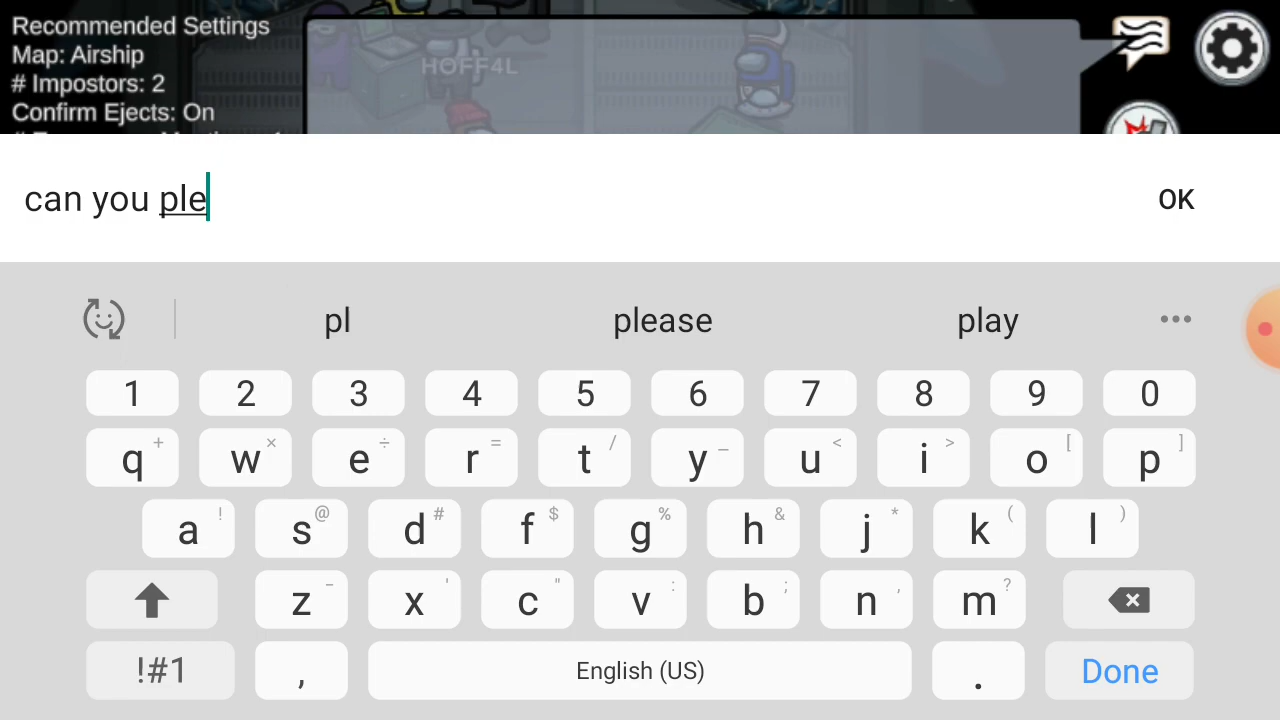 Recommended Settings
Map: Airship
# Impostors: 2
Confirm Ejects: On
HOFF4L
can you ple
OK
pl please play
1 2 3 4 5 6 7 8 9 0
q + w × e ÷ r = t / y _ u < i > o [ p ]
a ! s @ d # f $ g % h & j * k ( l )
z - x ' c " v : b ; n , m ?
!#1 , English (US) . Done